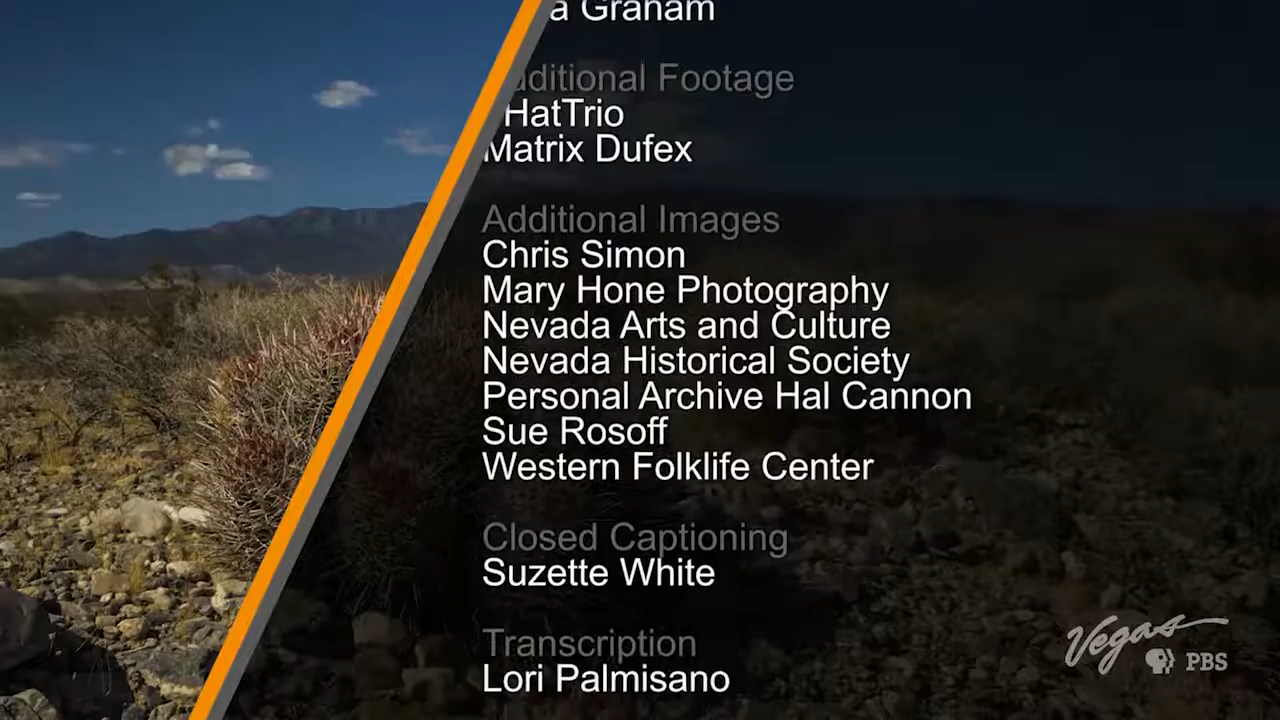 Graham
Footage
HatTrio
Matrix Dufex
Additional Images
Chris Simon
Mary Hone Photography
Nevada Arts and Culture
Nevada Historical Society
Personal Archive Hal Cannon
Sue Rosoff
Western Folklife Center
Closed Captioning
Suzette White
Transcription
Lori Palmisano
Vegas
PBS